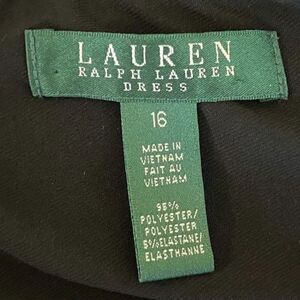 LAUREN
RALPH LAUREN
DRESS
16
MADE IN
VIETNAM
FAIT AU
VIETNAM
95%
POLYESTER/
POLYESTER
5%ELASTANE/
ELASTHANNE